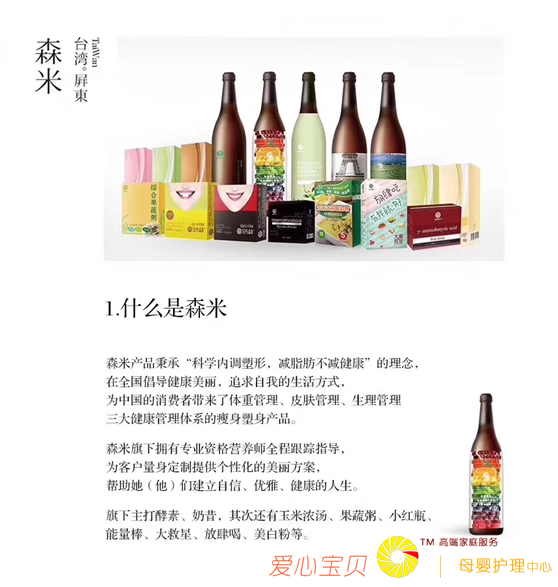 森米
台湾。屏東
TaiWan
綜合果蔬粥
γ- aminobutyric acid
1.什么是森米
森米产品秉承“科学内调塑形，减脂肪不减健康”的理念，
在全国倡导健康美丽，追求自我的生活方式，
为中国的消费者带来了体重管理、皮肤管理、生理管理
三大健康管理体系的瘦身塑身产品。
森米旗下拥有专业资格营养师全程跟踪指导，
为客户量身定制提供个性化的美丽方案，
帮助她（他）们建立自信、优雅、健康的人生。
旗下主打酵素、奶昔，其次还有玉米浓汤、果蔬粥、小红瓶、
能量棒、大救星、放肆喝、美白粉等。
TM 高端家庭服务
爱心宝贝
母婴护理中心